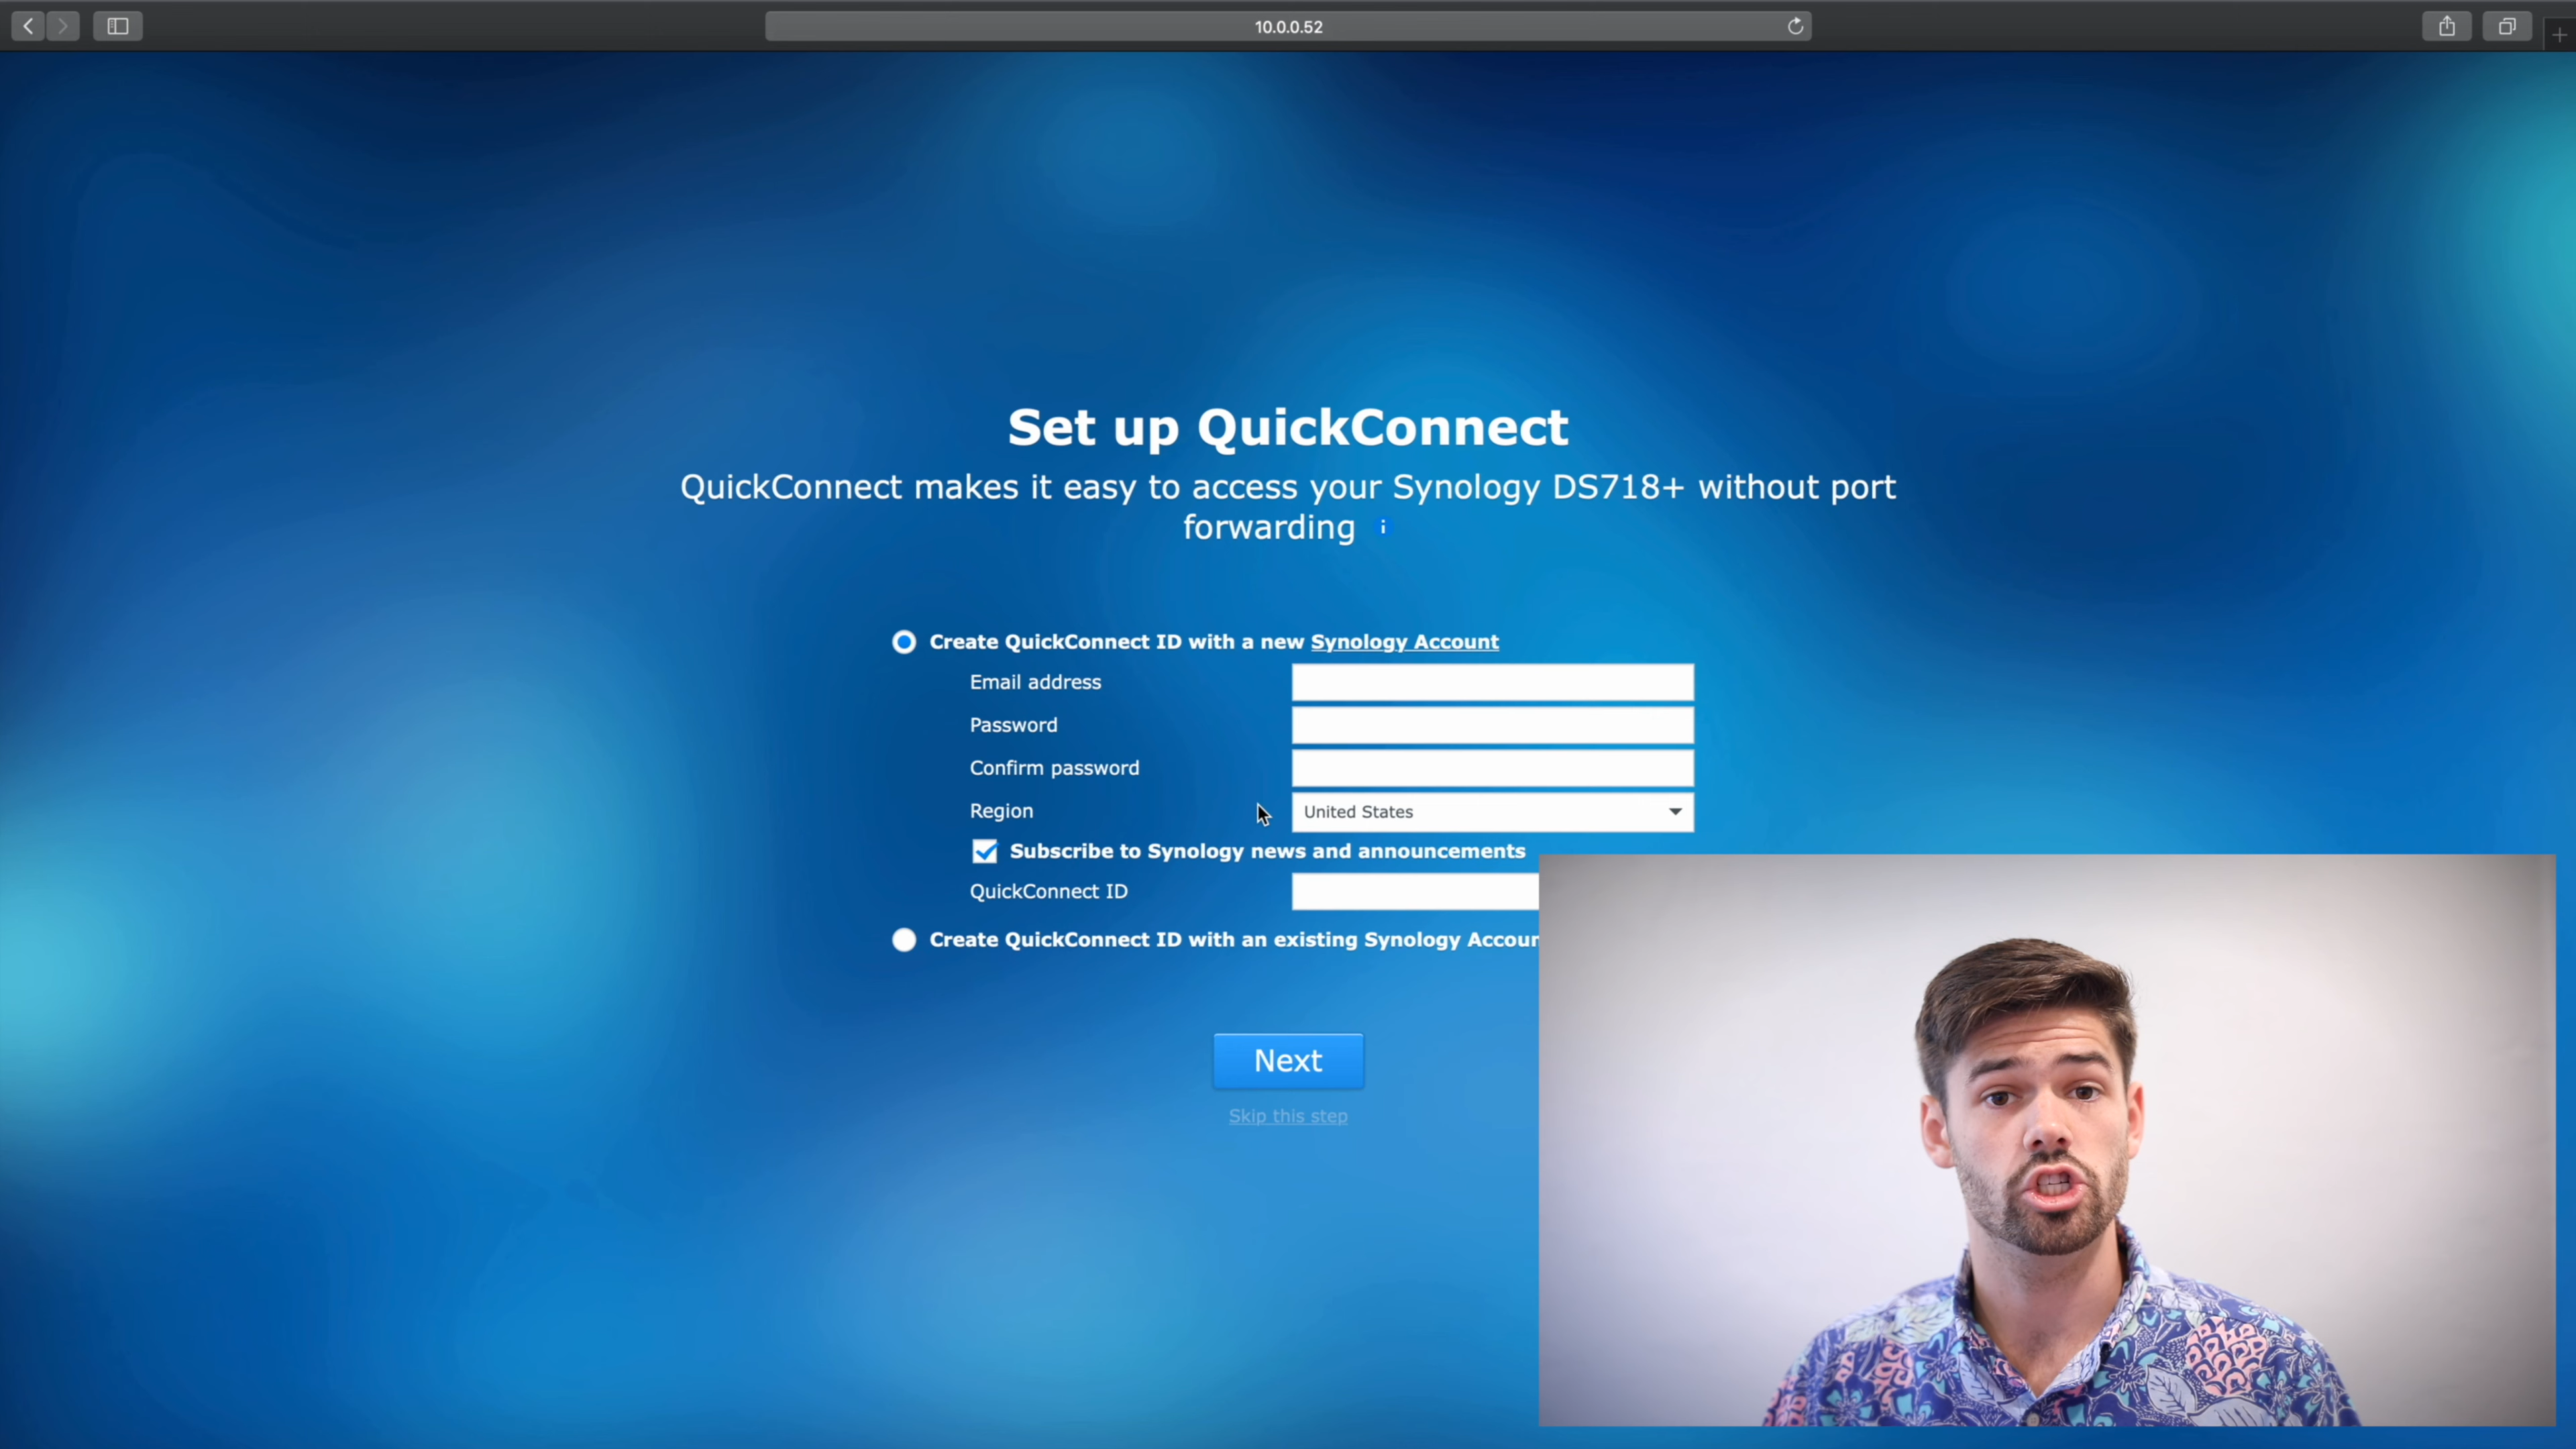 10.0.0.52
Set up QuickConnect
QuickConnect makes it easy to access your Synology DS718+ without port
forwarding i
Create QuickConnect ID with a new Synology Account
Email address
Password
Confirm password
Region United States
Subscribe to Synology news and announcements
QuickConnect ID
Create QuickConnect ID with an existing Synology Accoun
Next
Skip this step